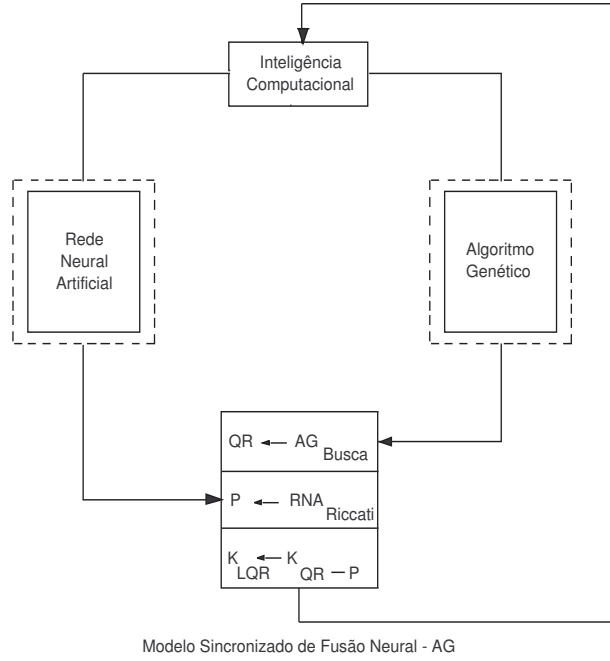 Inteligência
Computacional
Rede
Neural
Artificial
Algoritmo
Genético
QR ← AG Busca
P ← RNA Riccati
K LQR ← K QR – P
Modelo Sincronizado de Fusão Neural - AG